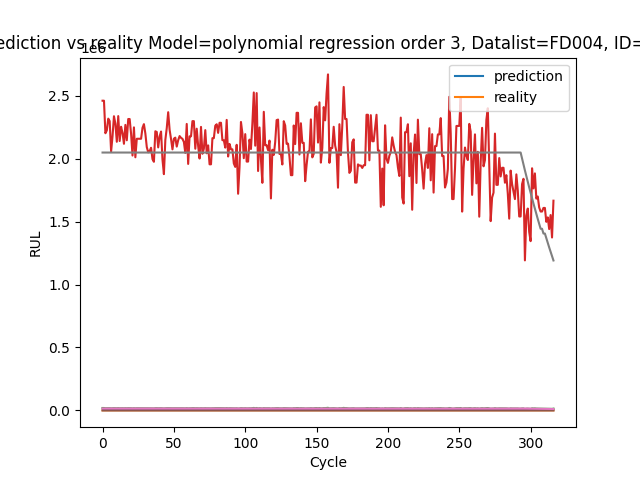 ediction vs reality Model=polynomial regression order 3, Datalist=FD004, ID=
1e6
prediction
reality
2.5
2.0
1.5
1.0
0.5
0.0
RUL
0
50
100
150
200
250
300
Cycle